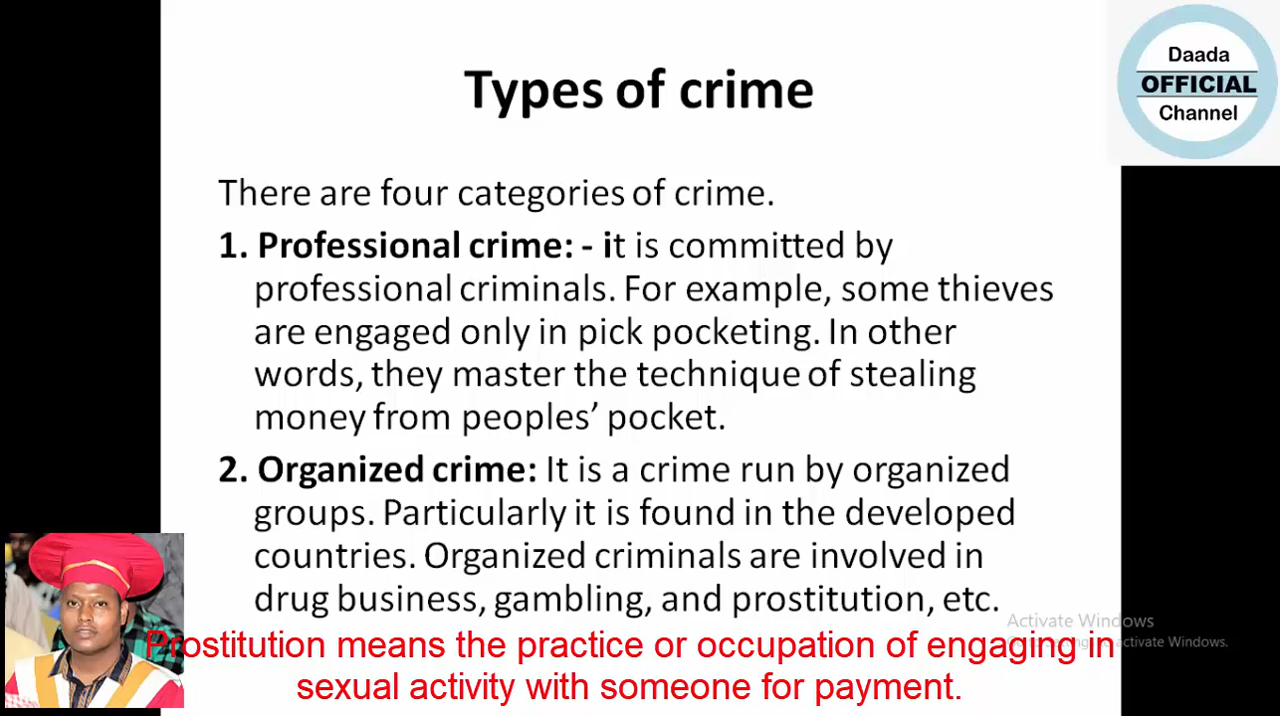 Daada
OFFICIAL
Channel
Types of crime
There are four categories of crime.
1. Professional crime: - it is committed by
professional criminals. For example, some thieves
are engaged only in pick pocketing. In other
words, they master the technique of stealing
money from peoples’ pocket.
2. Organized crime: It is a crime run by organized
groups. Particularly it is found in the developed
countries. Organized criminals are involved in
drug business, gambling, and prostitution, etc.
Activate Windows
activate Windows.
Prostitution means the practice or occupation of engaging in
sexual activity with someone for payment.